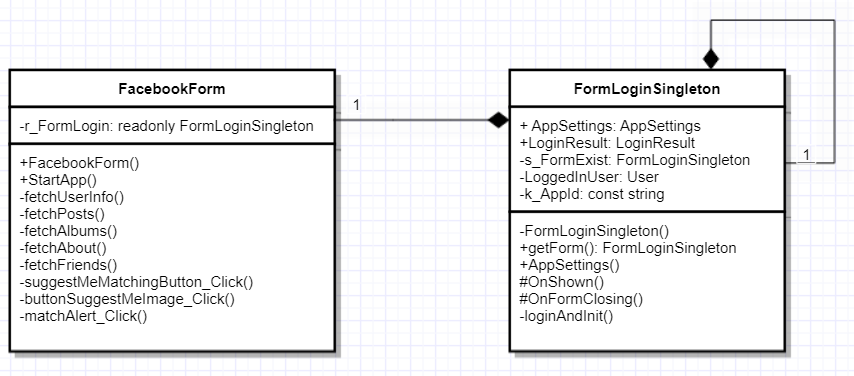 FacebookForm
-r_FormLogin: readonly FormLoginSingleton
+FacebookForm()
+StartApp()
-fetchUserInfo()
-fetchPosts()
-fetchAlbums()
-fetchAbout()
-fetchFriends()
-suggestMeMatchingButton_Click()
-buttonSuggestMeImage_Click()
-matchAlert_Click()
1
FormLoginSingleton
+ AppSettings: AppSettings
+LoginResult: LoginResult
-s_FormExist: FormLoginSingleton
-LoggedInUser: User
-k_AppId: const string
-FormLoginSingleton()
+getForm(): FormLoginSingleton
+AppSettings()
#OnShown()
#OnFormClosing()
-loginAndInit()
1